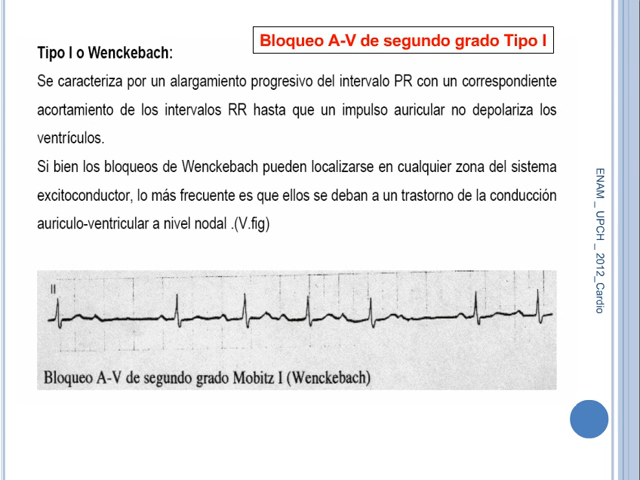 Bloqueo A-V de segundo grado Tipo I
Tipo I o Wenckebach:
Se caracteriza por un alargamiento progresivo del intervalo PR con un correspondiente
acortamiento de los intervalos RR hasta que un impulso auricular no depolariza los
ventrículos.
Si bien los bloqueos de Wenckebach pueden localizarse en cualquier zona del sistema
excitoconductor, lo más frecuente es que ellos se deban a un trastorno de la conducción
auriculo-ventricular a nivel nodal .(V.fig)
II
Bloqueo A-V de segundo grado Mobitz I (Wenckebach)
ENAM _ UPCH _ 2012_Cardio